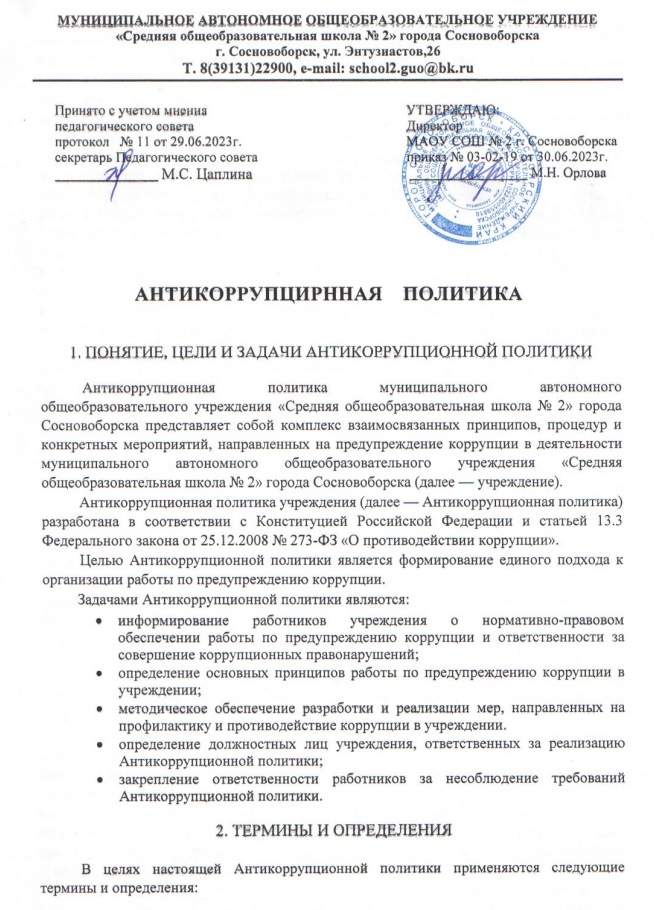 МУНИЦИПАЛЬНОЕ АВТОНОМНОЕ ОБЩЕОБРАЗОВАТЕЛЬНОЕ УЧРЕЖДЕНИЕ
«Средняя общеобразовательная школа № 2» города Сосновоборска
г. Сосновоборск, ул. Энтузиастов,26
Т. 8(39131)22900, e-mail: school2.guo@bk.ru
Принято с учетом мнения
педагогического совета
протокол № 11 от 29.06.2023г.
секретарь Педагогического совета
М.С. Цаплина
УТВЕРЖДАЮ:
Директор
МАОУ СОШ № 2 г. Сосновоборска
приказ № 03-02-19 от 30.06.2023г.
М.Н. Орлова
АНТИКОРРУПЦИРННАЯ ПОЛИТИКА
1. ПОНЯТИЕ, ЦЕЛИ И ЗАДАЧИ АНТИКОРРУПЦИОННОЙ ПОЛИТИКИ
Антикоррупционная политика муниципального автономного
общеобразовательного учреждения «Средняя общеобразовательная школа № 2» города
Сосновоборска представляет собой комплекс взаимосвязанных принципов, процедур и
конкретных мероприятий, направленных на предупреждение коррупции в деятельности
муниципального автономного общеобразовательного учреждения «Средняя
общеобразовательная школа № 2» города Сосновоборска (далее — учреждение).
Антикоррупционная политика учреждения (далее — Антикоррупционная политика)
разработана в соответствии с Конституцией Российской Федерации и статьей 13.3
Федерального закона от 25.12.2008 № 273-ФЗ «О противодействии коррупции».
Целью Антикоррупционной политики является формирование единого подхода к
организации работы по предупреждению коррупции.
Задачами Антикоррупционной политики являются:
• информирование работников учреждения о нормативно-правовом
обеспечении работы по предупреждению коррупции и ответственности за
совершение коррупционных правонарушений;
• определение основных принципов работы по предупреждению коррупции в
учреждении;
• методическое обеспечение разработки и реализации мер, направленных на
профилактику и противодействие коррупции в учреждении.
• определение должностных лиц учреждения, ответственных за реализацию
Антикоррупционной политики;
• закрепление ответственности работников за несоблюдение требований
Антикоррупционной политики.
2. ТЕРМИНЫ И ОПРЕДЕЛЕНИЯ
В целях настоящей Антикоррупционной политики применяются следующие
термины и определения: